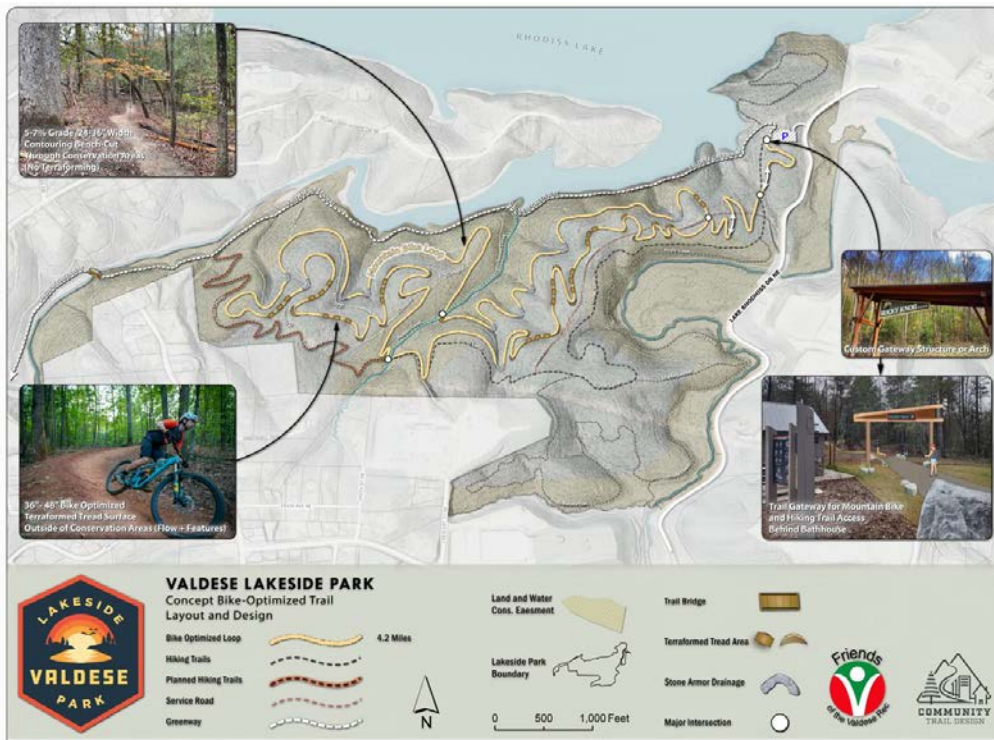 RHODISS LAKE
5-7% Grade/24-36" Width
Contouring Bench-Cut
Through Conservation Areas
(No Terraforming)
P
LAKE RHODHISS DR NE
Custom Gateway Structure or Arch
36"- 48" Bike Optimized
Terraformed Tread Surface
Outside of Conservation Areas (Flow + Features)
Trail Gateway for Mountain Bike
and Hiking Trail Access
Behind Bathhouse
LAKESIDE
VALDESE
PARK
VALDESE LAKESIDE PARK
Concept Bike-Optimized Trail
Layout and Design
Bike Optimized Loop 4.2 Miles
Hiking Trails
Planned Hiking Trails
Service Road
Greenway
N
Land and Water
Cons. Eaesment
Lakeside Park
Boundary
0 500 1,000 Feet
Trail Bridge
Terraformed Tread Area
Stone Armor Drainage
Major Intersection
Friends
of the Valdese Rec
COMMUNITY
TRAIL DESIGN